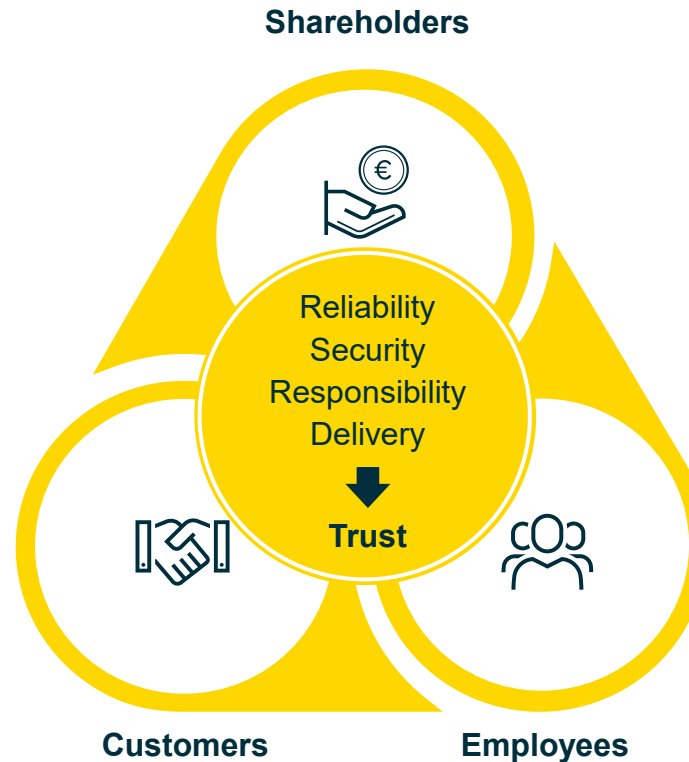 Shareholders
€
Reliability
Security
Responsibility
Delivery
Trust
Customers
Employees